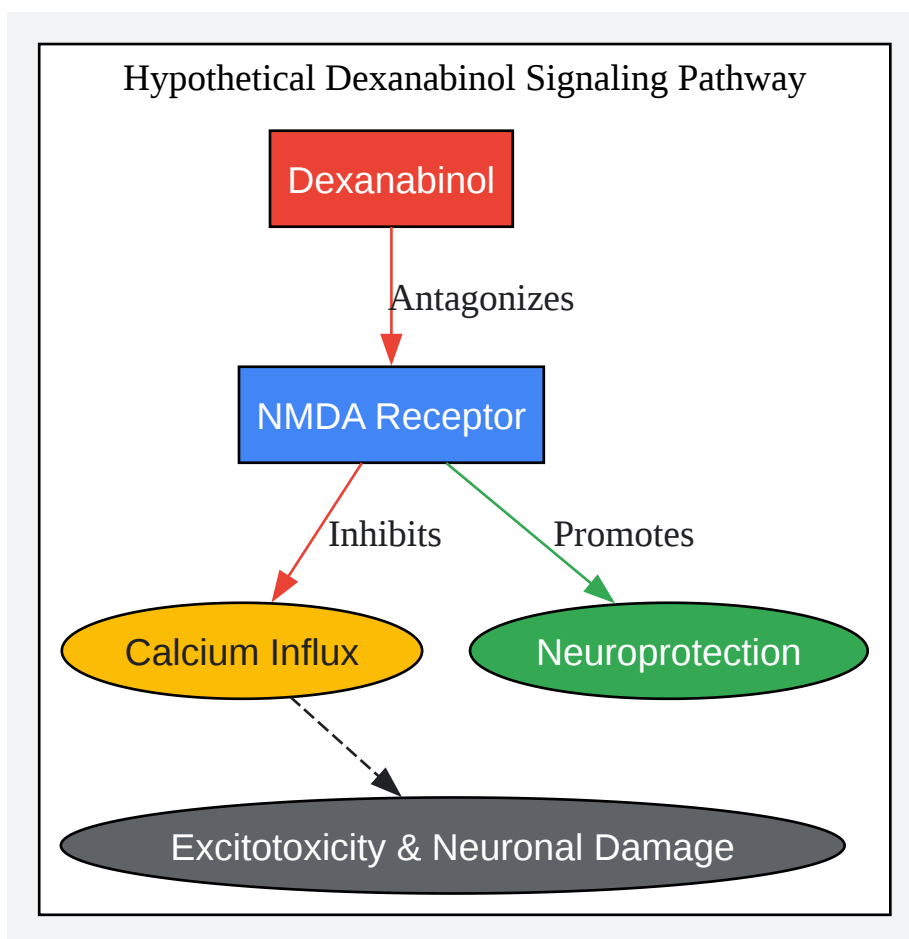 Hypothetical Dexanabinol Signaling Pathway
Dexanabinol
Antagonizes
NMDA Receptor
Inhibits
Promotes
Calcium Influx
Neuroprotection
Excitotoxicity & Neuronal Damage